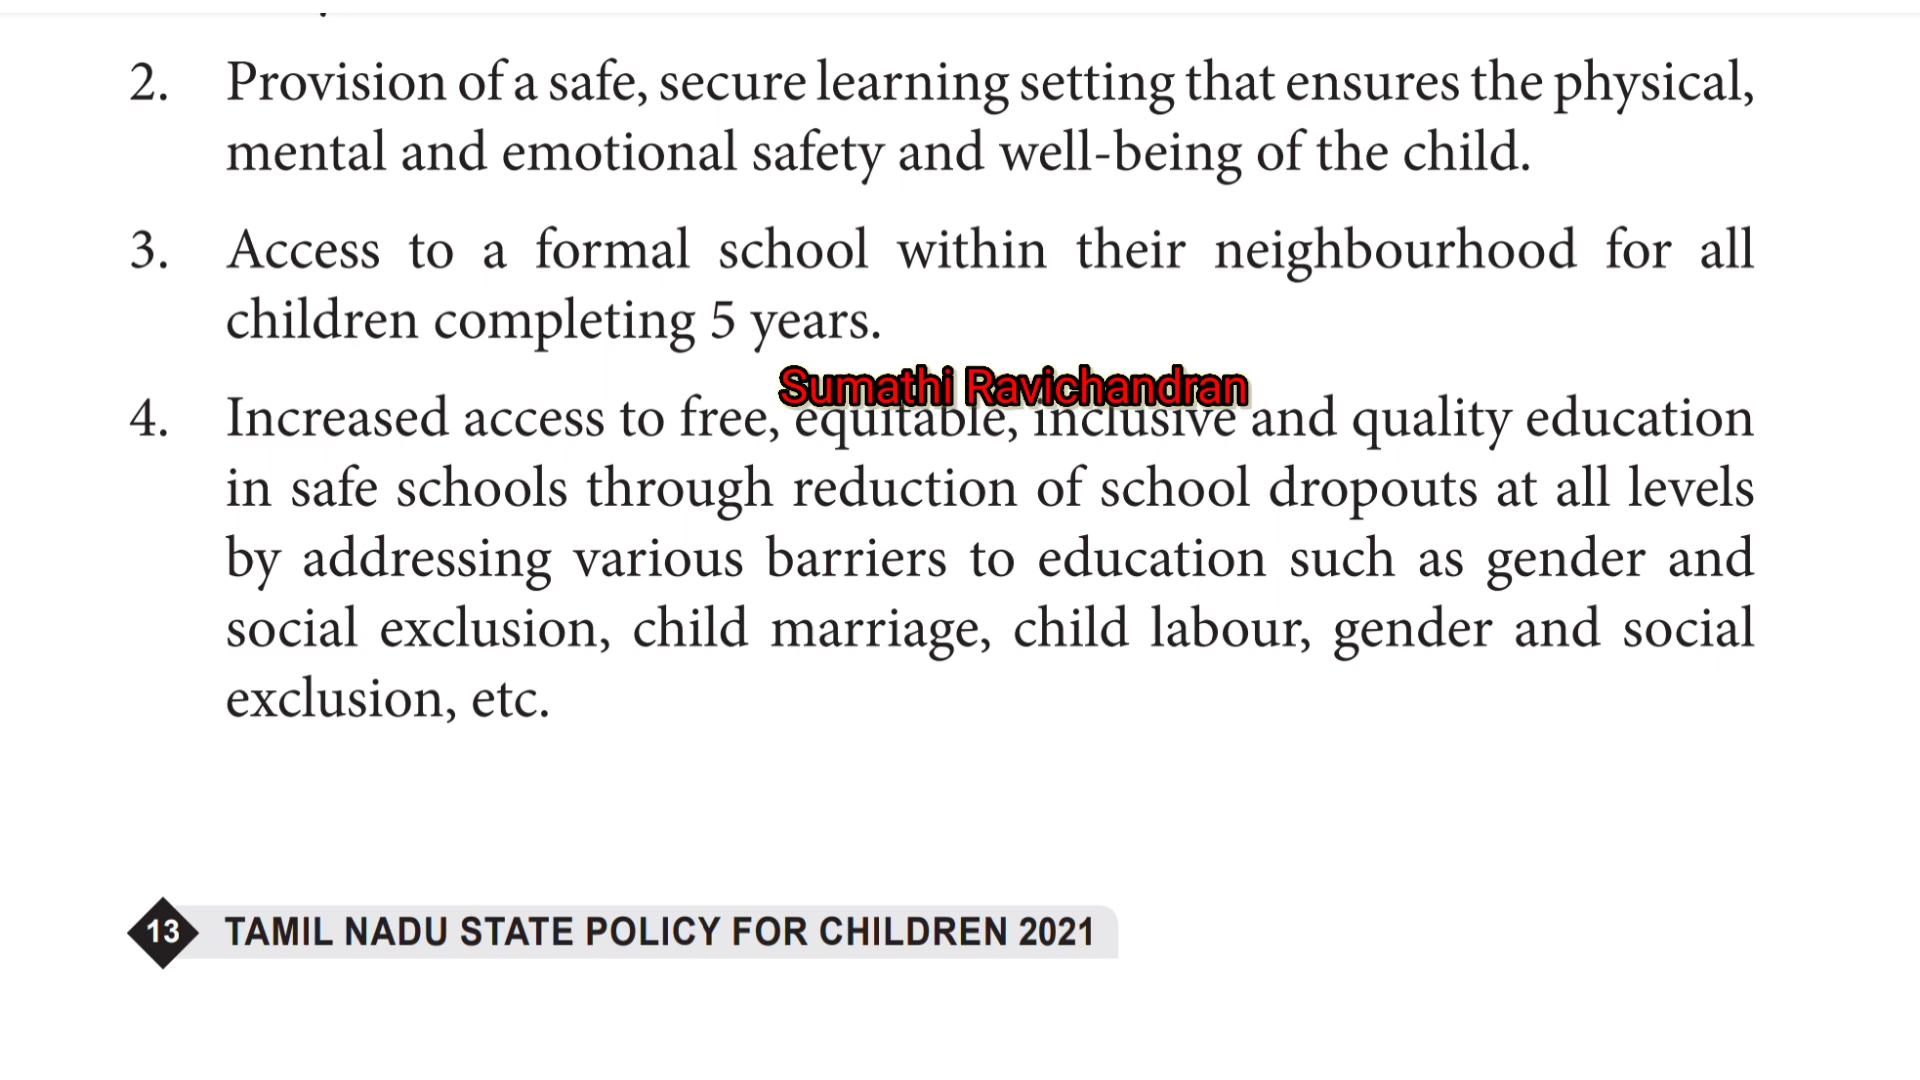 2. Provision of a safe, secure learning setting that ensures the physical,
mental and emotional safety and well-being of the child.
3. Access to a formal school within their neighbourhood for all
children completing 5 years.
Sumathi Ravichandran
4. Increased access to free, equitable, inclusive and quality education
in safe schools through reduction of school dropouts at all levels
by addressing various barriers to education such as gender and
social exclusion, child marriage, child labour, gender and social
exclusion, etc.
13 TAMIL NADU STATE POLICY FOR CHILDREN 2021